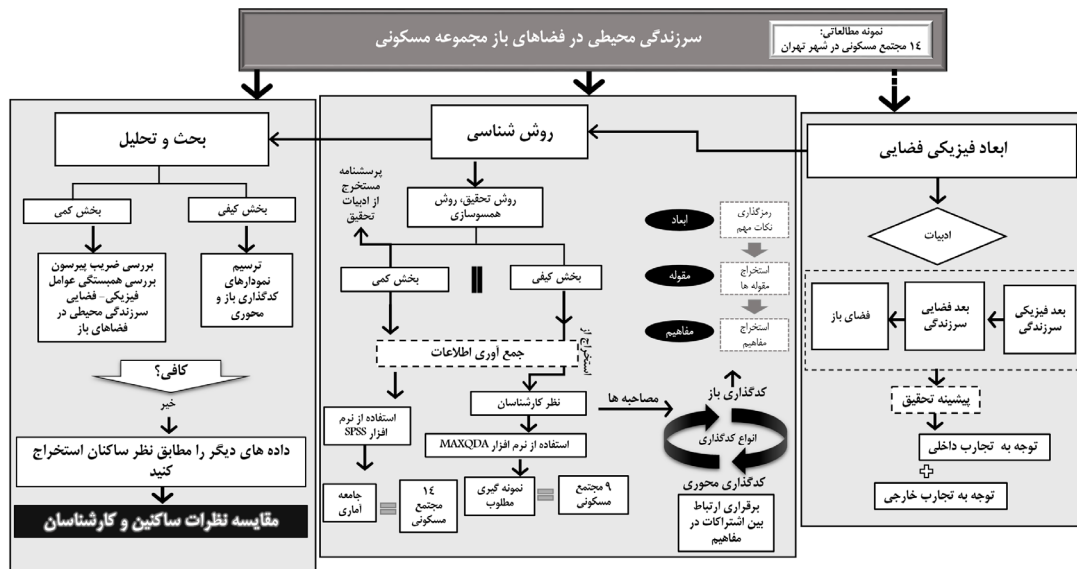 سرزندگی محیطی در فضاهای باز مجموعه مسکونی
نمونه مطالعاتی:
١٤ مجتمع مسکونی در شهر تهران
ابعاد فیزیکی فضایی
ادبیات
بعد فیزیکی
سرزندگی
بعد فضایی
سرزندگی
فضای باز
پیشینه تحقیق
توجه به تجارب داخلی
توجه به تجارب خارجی
روش شناسی
روش تحقیق، روش
همسوسازی
پرسشنامه
مستخرج
از ادبیات
تحقیق
بخش کیفی
بخش کمی
جمع آوری اطلاعات
استخراج از
نظر کارشناسان
مصاحبه ها
استفاده از نرم افزار MAXQDA
استفاده از نرم
افزار SPSS
٩ مجتمع
مسکونی
=
نمونه گیری
مطلوب
١٤
مجتمع
مسکونی
=
جامعه
آماری
رمزگذاری
نکات مهم
ابعاد
استخراج
مقوله ها
مقوله
استخراج
مفاهیم
مفاهیم
کدگذاری باز
انواع کدگذاری
کدگذاری محوری
برقراری ارتباط
بین اشتراکات در
مفاهیم
بحث و تحلیل
بخش کیفی
بخش کمی
ترسیم
نمودارهای
کدگذاری باز و
محوری
بررسی ضریب پیرسون
بررسی همبستگی عوامل
فیزیکی- فضایی
سرزندگی محیطی در
فضاهای باز
کافی؟
خیر
داده های دیگر را مطابق نظر ساکنان استخراج
کنید
مقایسه نظرات ساکنین و کارشناسان